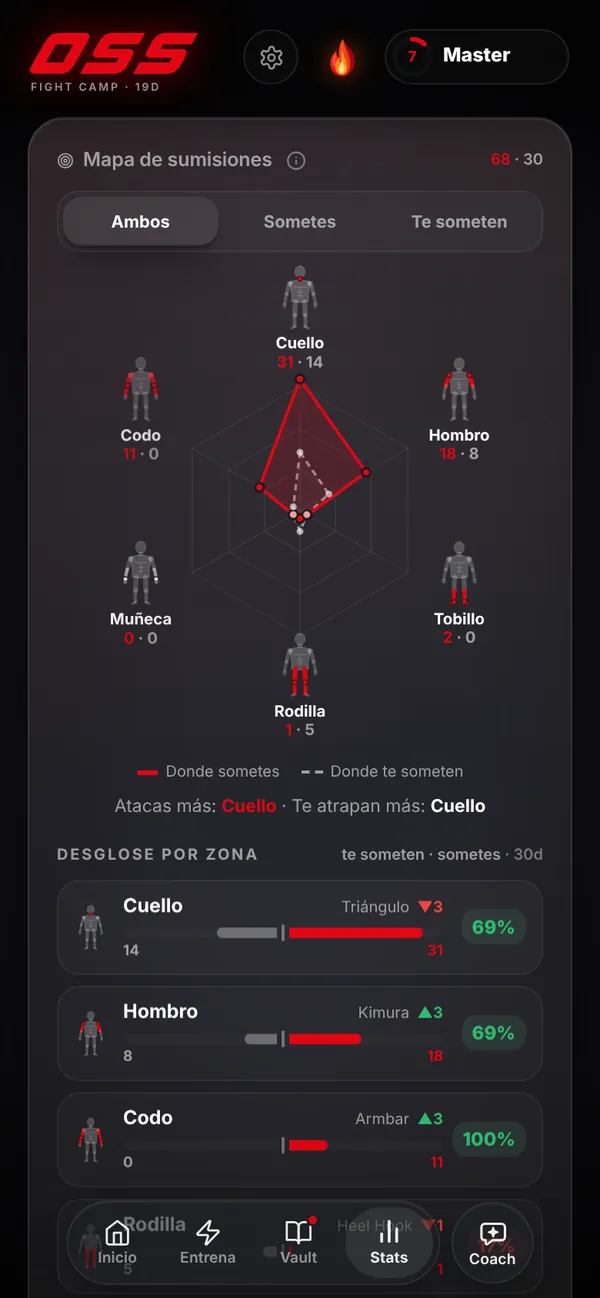 OSS
FIGHT CAMP · 19D
7
Master
Mapa de sumisiones
68 · 30
Ambos
Sometes
Te someten
Cuello
31 · 14
Codo
11 · 0
Hombro
18 · 8
Muñeca
0 · 0
Tobillo
2 · 0
Rodilla
1 · 5
Donde sometes
Donde te someten
Atacas más: Cuello · Te atrapan más: Cuello
DESGLOSE POR ZONA
te someten · sometes · 30d
Cuello
Triángulo ▼3
69%
14
31
Hombro
Kimura ▲3
69%
8
18
Codo
Armbar ▲3
100%
0
11
Rodilla
Heel Hook ▼1
5
1
Inicio
Entrena
Vault
Stats
Coach